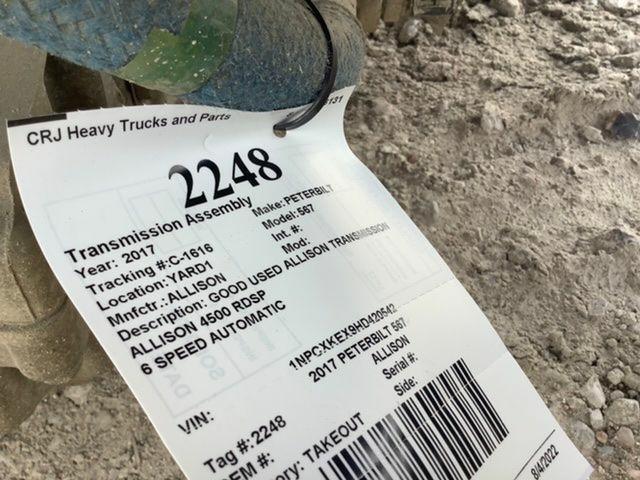 CRJ Heavy Trucks and Parts
2248
Transmission Assembly
Year: 2017 Make: PETERBILT
Tracking #:C-1616 Model: 567
Location: YARD1 Int. #:
Mnfctr.: ALLISON Mod:
Description: GOOD USED ALLISON TRANSMISSION
ALLISON 4500 RDSP
6 SPEED AUTOMATIC
VIN: 1NPCXKEX9HD420542
2017 PETERBILT 567
ALLISON
Tag #:2248 Serial #:
EM #: Side:
ory: TAKEOUT
8/4/2022